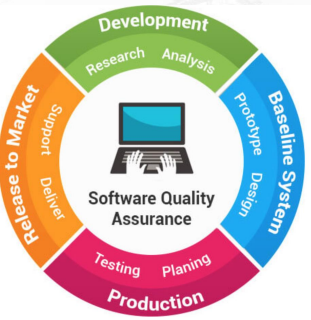 Development
Research Analysis
Baseline System
Prototype Design
Production
Testing Planing
Release to Market
Support Deliver
Software Quality
Assurance